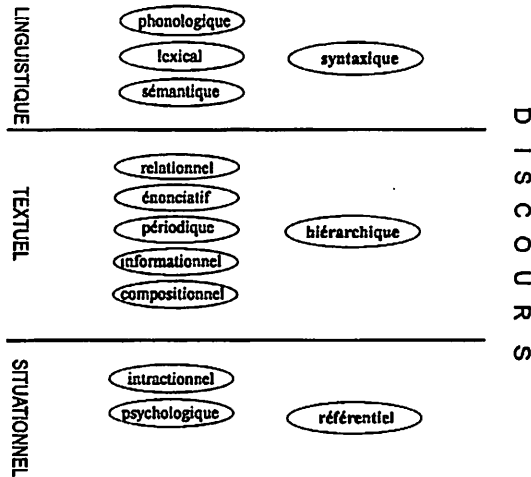 LINGUISTIQUE
phonologique
lexical
syntaxique
sémantique
TEXTUEL
relationnel
énonciatif
périodique
hiérarchique
informationnel
compositionnel
SITUATIONNEL
intractionnel
psychologique
référentiel
DISCOURS